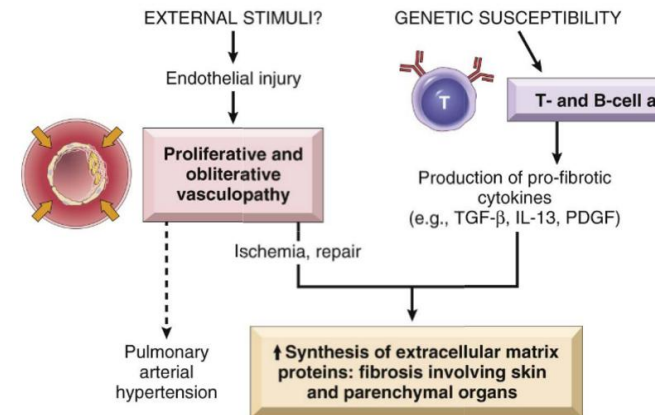 EXTERNAL STIMULI?
GENETIC SUSCEPTIBILITY
Endothelial injury
T
T- and B-cell a
Proliferative and
obliterative
vasculopathy
Production of pro-fibrotic
cytokines
(e.g., TGF-β, IL-13, PDGF)
Ischemia, repair
Pulmonary
arterial
hypertension
↑ Synthesis of extracellular matrix
proteins: fibrosis involving skin
and parenchymal organs